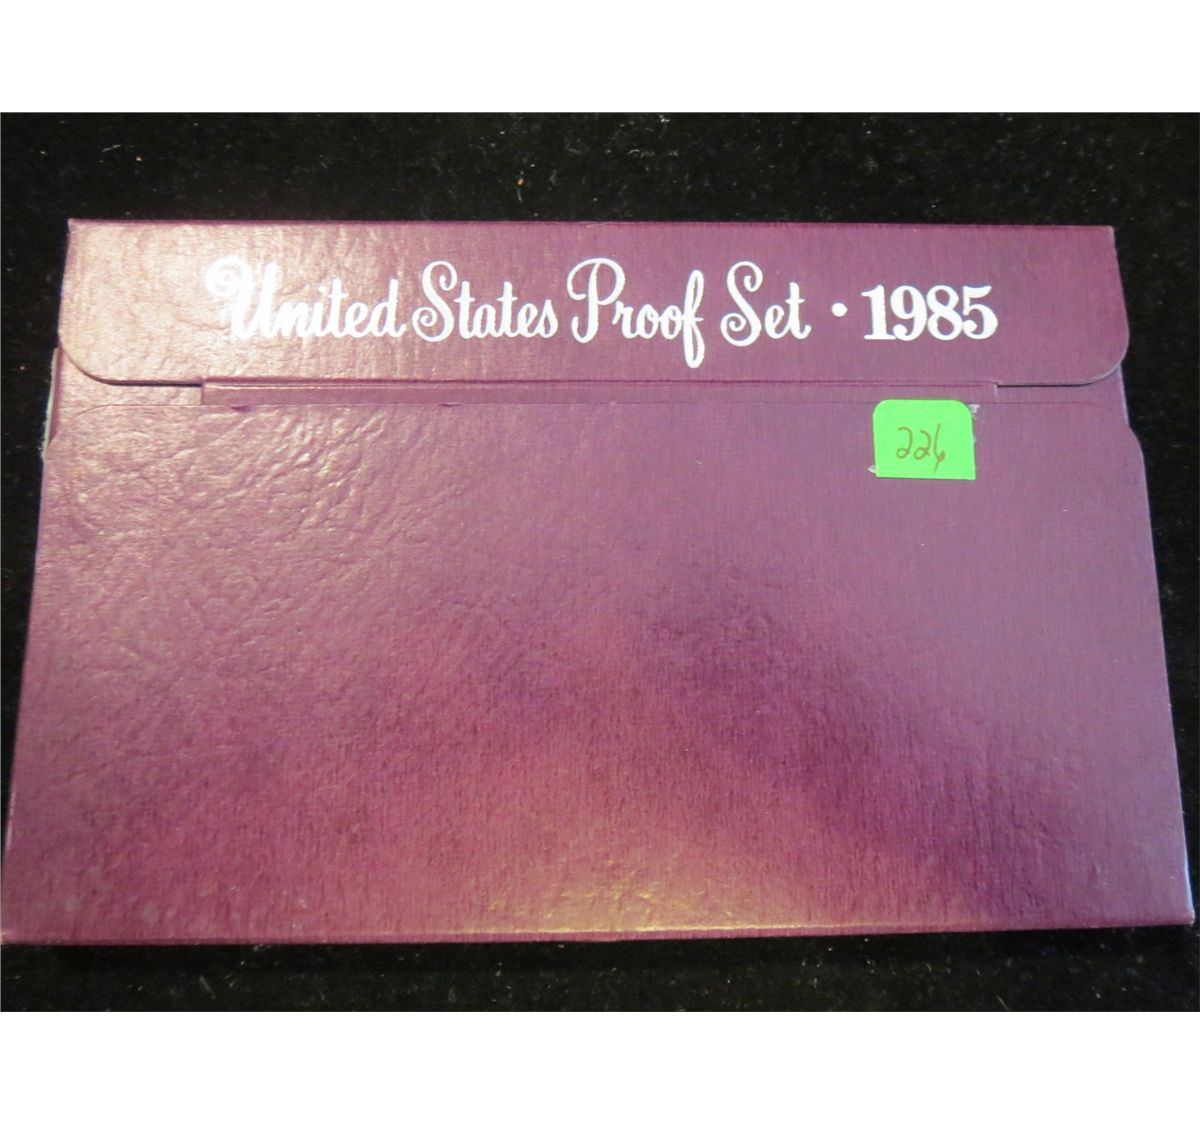 United States Proof Set · 1985
226